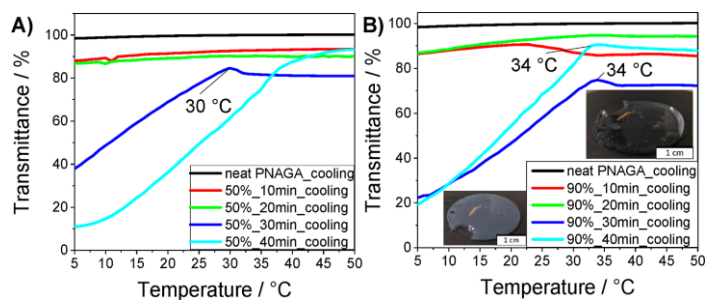 A)
Transmittance / %
100
80
60
40
20
0
30 °C
neat PNAGA_cooling
50%_10min_cooling
50%_20min_cooling
50%_30min_cooling
50%_40min_cooling
5 10 15 20 25 30 35 40 45 50
Temperature / °C
B)
Transmittance / %
100
80
60
40
20
0
34 °C
34 °C
1 cm
1 cm
neat PNAGA_cooling
90%_10min_cooling
90%_20min_cooling
90%_30min_cooling
90%_40min_cooling
5 10 15 20 25 30 35 40 45 50
Temperature / °C